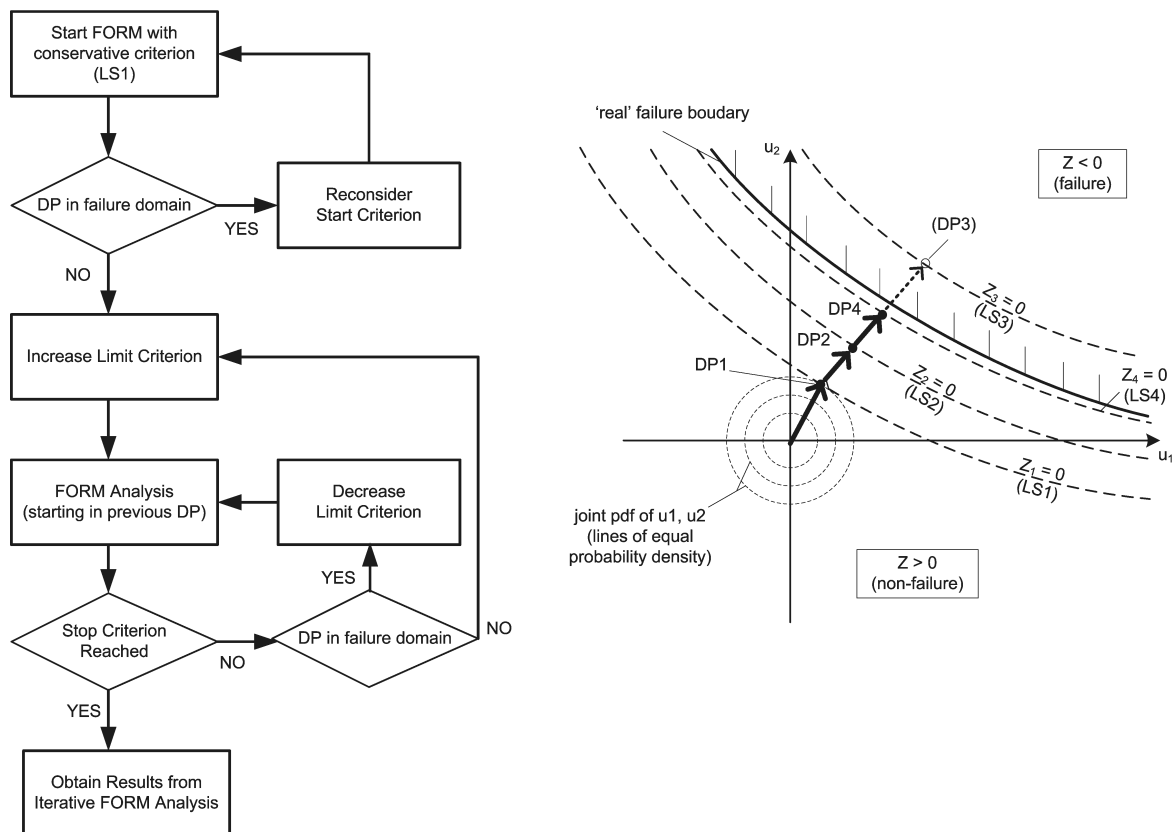 Start FORM with
conservative criterion
(LS1)
DP in failure domain
YES
Reconsider
Start Criterion
NO
Increase Limit Criterion
FORM Analysis
(starting in previous DP)
Decrease
Limit Criterion
YES
Stop Criterion
Reached
NO
DP in failure domain
NO
YES
Obtain Results from
Iterative FORM Analysis
'real' failure boudary
u2
Z < 0
(failure)
(DP3)
Z3 = 0
(LS3)
DP4
DP2
DP1
Z2 = 0
(LS2)
Z4 = 0
(LS4)
u1
Z1 = 0
(LS1)
joint pdf of u1, u2
(lines of equal
probability density)
Z > 0
(non-failure)